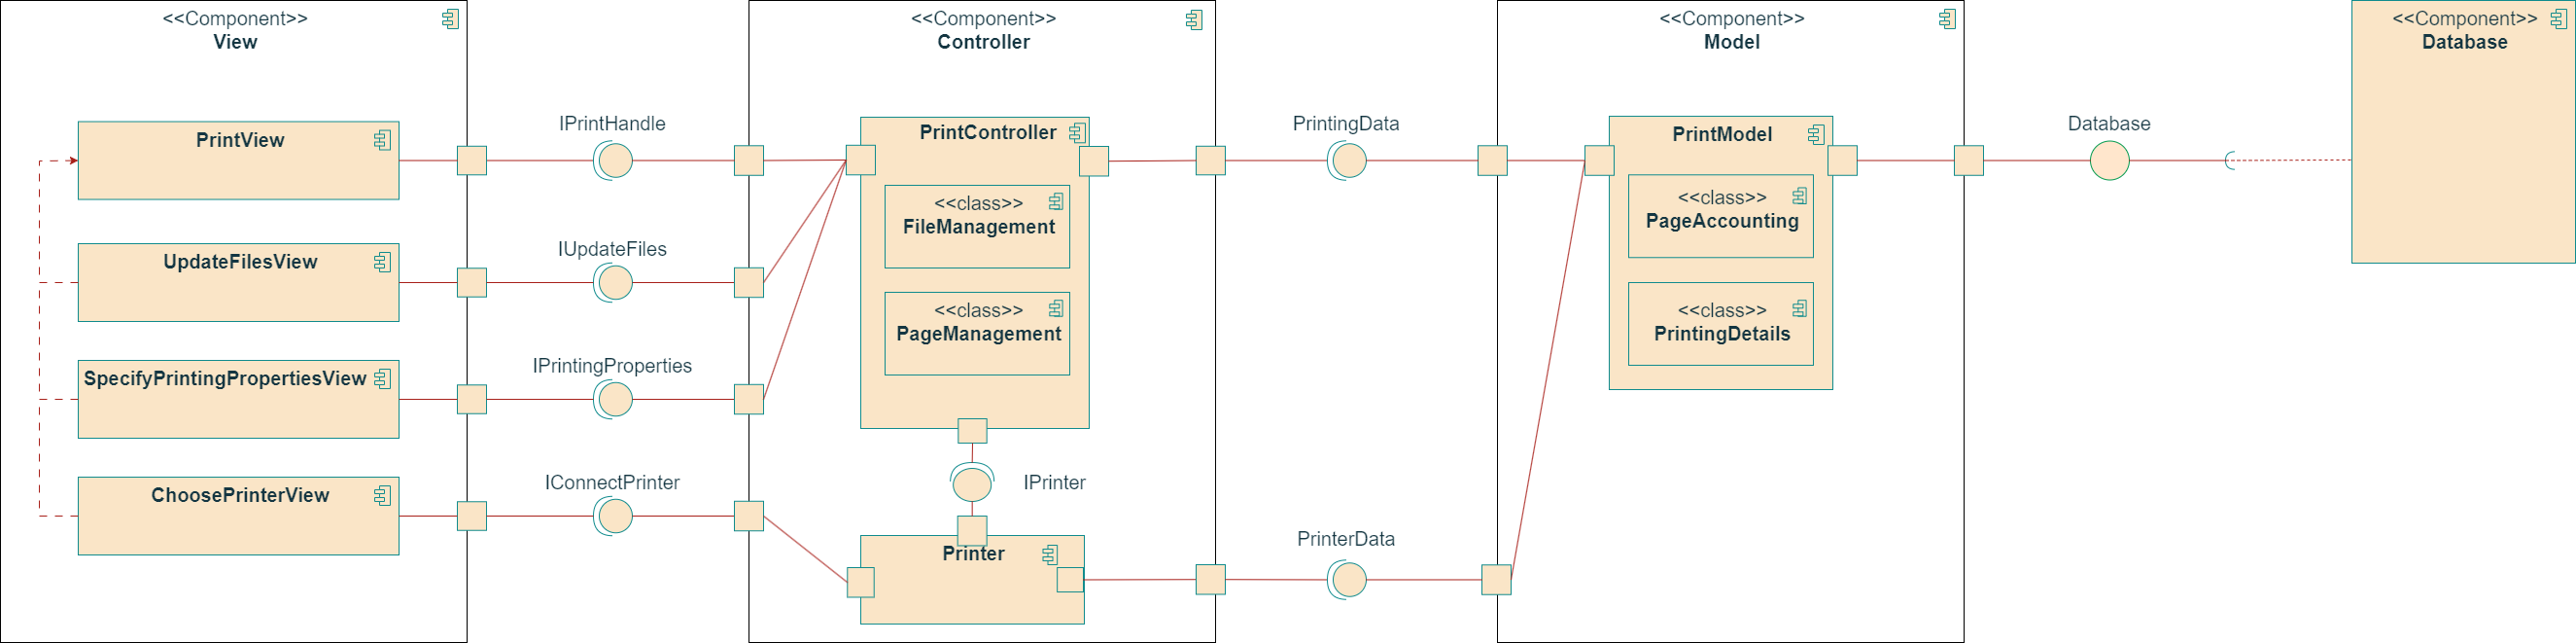 <<Component>>
View
PrintView
UpdateFilesView
SpecifyPrintingPropertiesView
ChoosePrinterView
IPrintHandle
IUpdateFiles
IPrintingProperties
IConnectPrinter
<<Component>>
Controller
PrintController
<<class>>
FileManagement
<<class>>
PageManagement
IPrinter
Printer
PrintingData
PrinterData
<<Component>>
Model
PrintModel
<<class>>
PageAccounting
<<class>>
PrintingDetails
Database
<<Component>>
Database